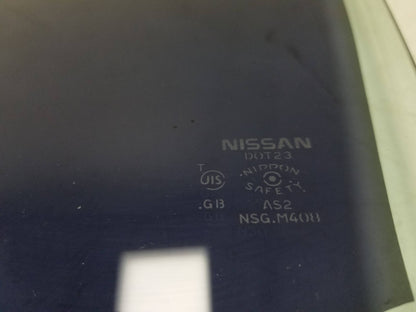 NISSAN
DOT23
T
JIS
NIPPON
SAFETY
.GB
AS2
NSG.M408